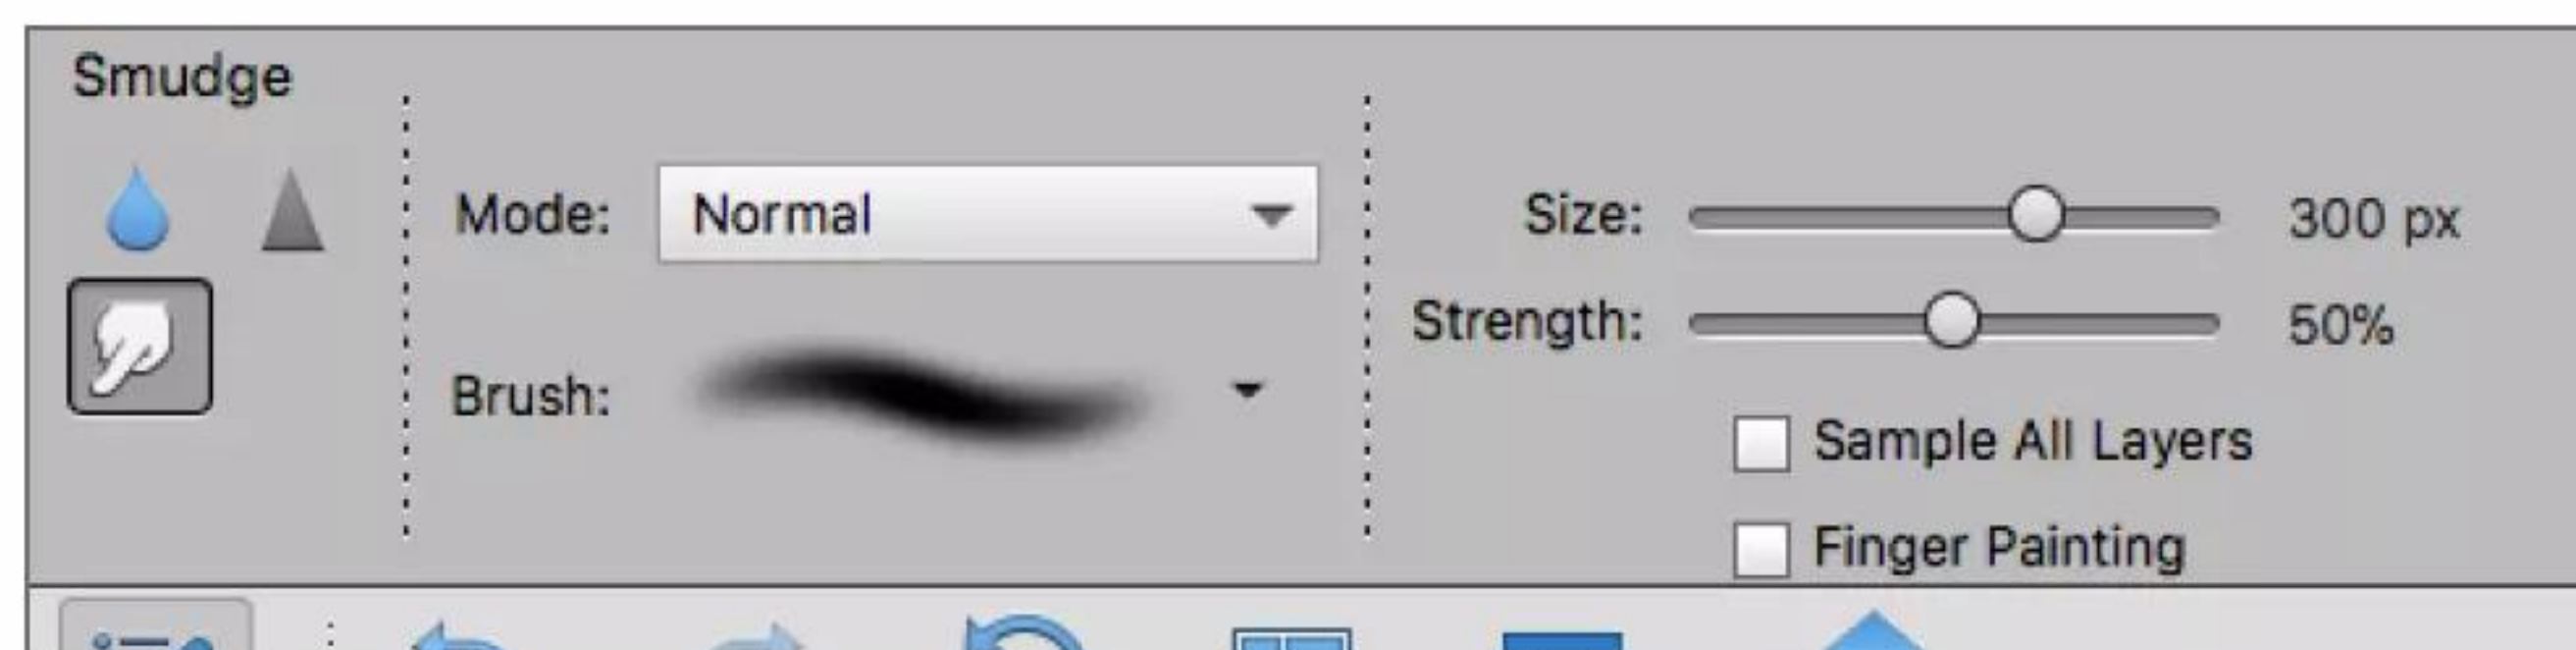 Smudge
Mode: Normal
Brush:
Size: 300 px
Strength: 50%
Sample All Layers
Finger Painting